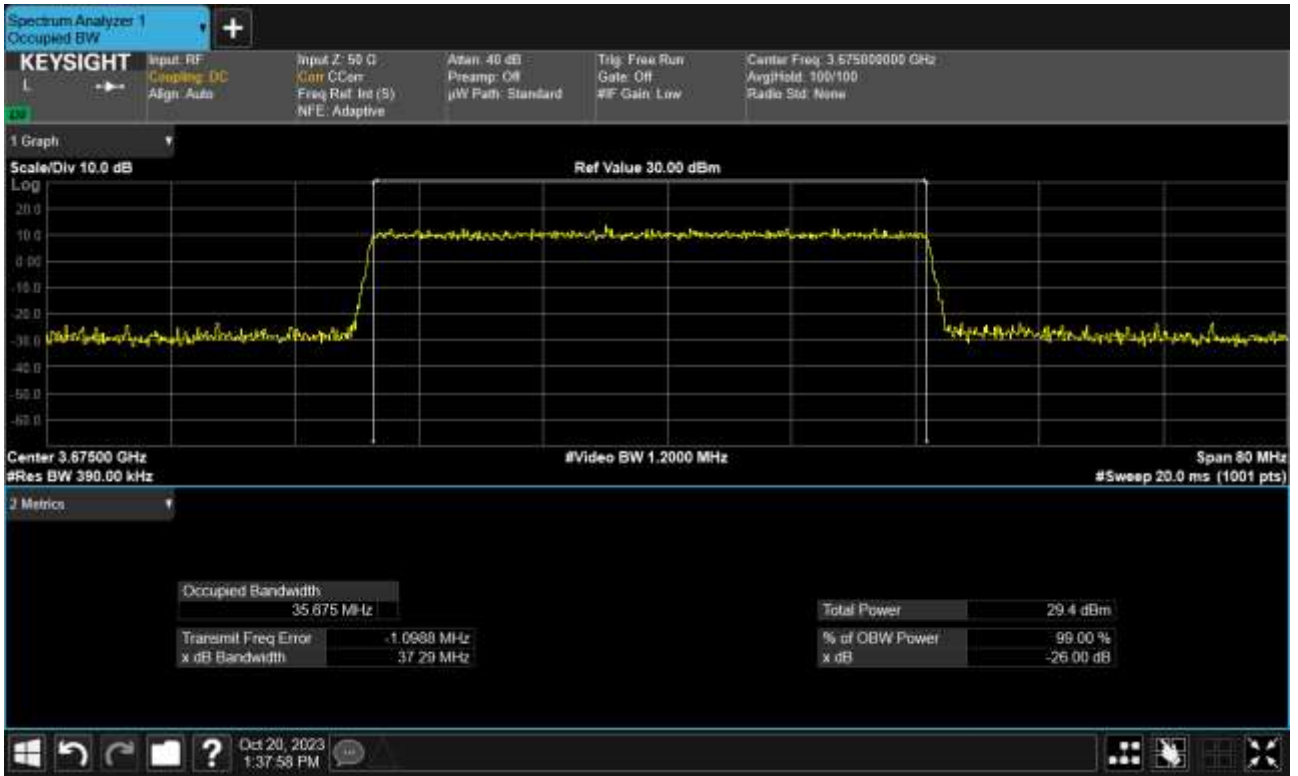 Spectrum Analyzer 1
Occupied BW
+
KEYSIGHT
L
Input: RF
Coupling: DC
Align: Auto
Input Z: 50 Ω
Corr CCorr
Freq Ref: Int (S)
NFE: Adaptive
Atten: 40 dB
Preamp: Off
µW Path: Standard
Trig: Free Run
Gate: Off
#IF Gain: Low
Center Freq: 3.675000000 GHz
Avg|Hold: 100/100
Radio Std: None
1 Graph
Scale/Div 10.0 dB
Ref Value 30.00 dBm
Log
20.0
10.0
0.00
-10.0
-20.0
-30.0
-40.0
-50.0
-60.0
Center 3.67500 GHz
#Video BW 1.2000 MHz
Span 80 MHz
#Res BW 390.00 kHz
#Sweep 20.0 ms (1001 pts)
2 Metrics
Occupied Bandwidth
35.675 MHz
Total Power 29.4 dBm
Transmit Freq Error -1.0988 MHz
% of OBW Power 99.00 %
x dB Bandwidth 37.29 MHz
x dB -26.00 dB
?
Oct 20, 2023
1:37:58 PM